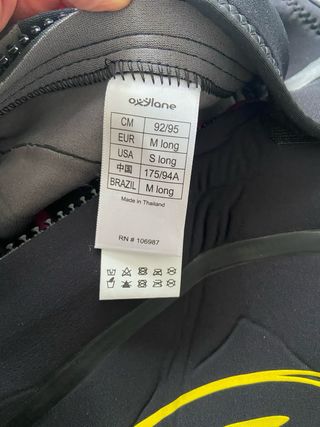 oxylane
CM 92/95
EUR M long
USA S long
中国 175/94A
BRAZIL M long
Made in Thailand
RN # 106987